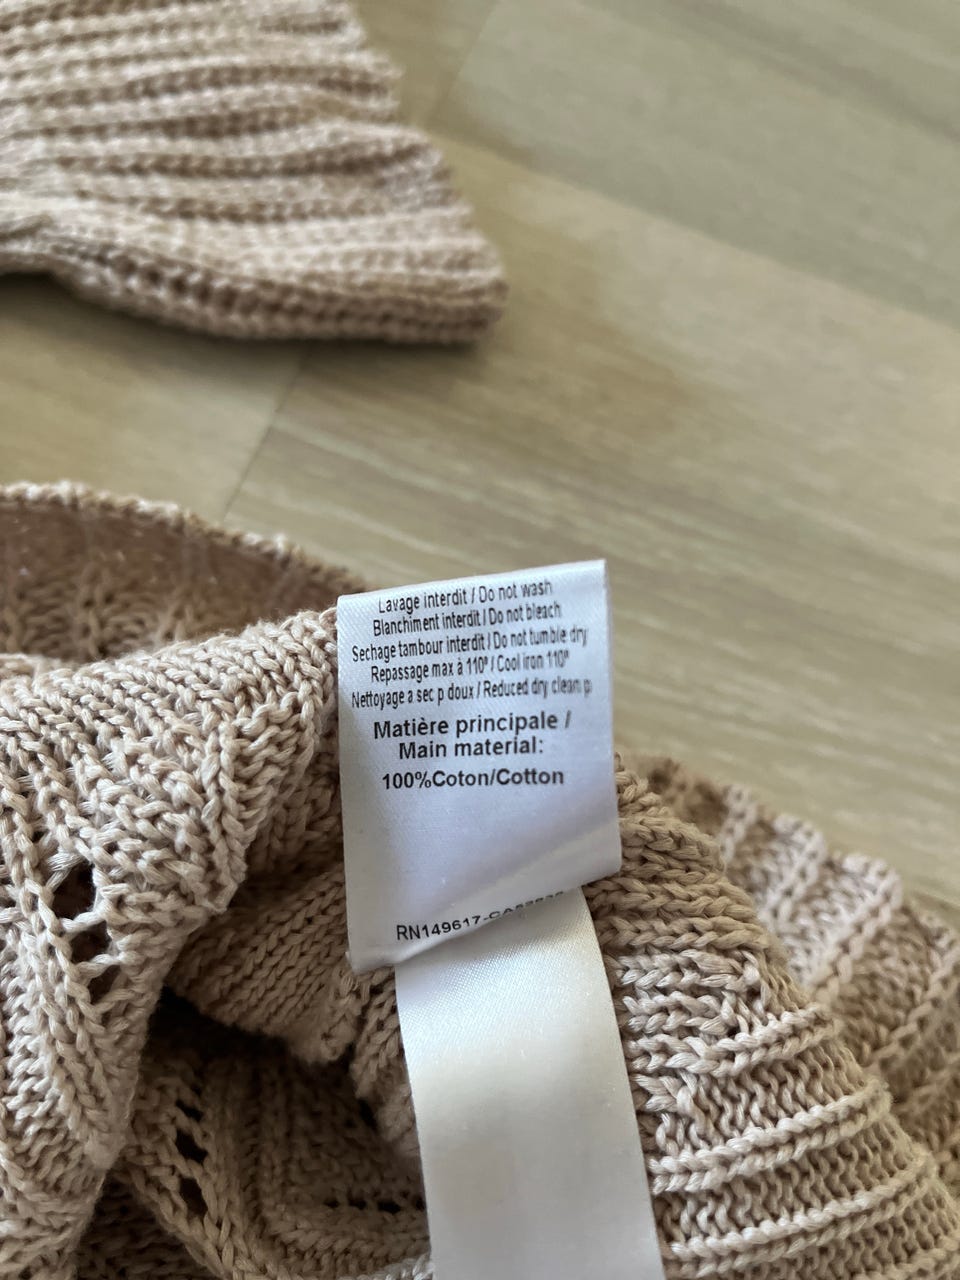 Lavage interdit / Do not wash
Blanchiment interdit / Do not bleach
Sechage tambour interdit / Do not tumble dry
Repassage max à 110° / Cool iron 110°
Nettoyage a sec p doux / Reduced dry clean p
Matière principale /
Main material:
100%Coton/Cotton
RN149617-